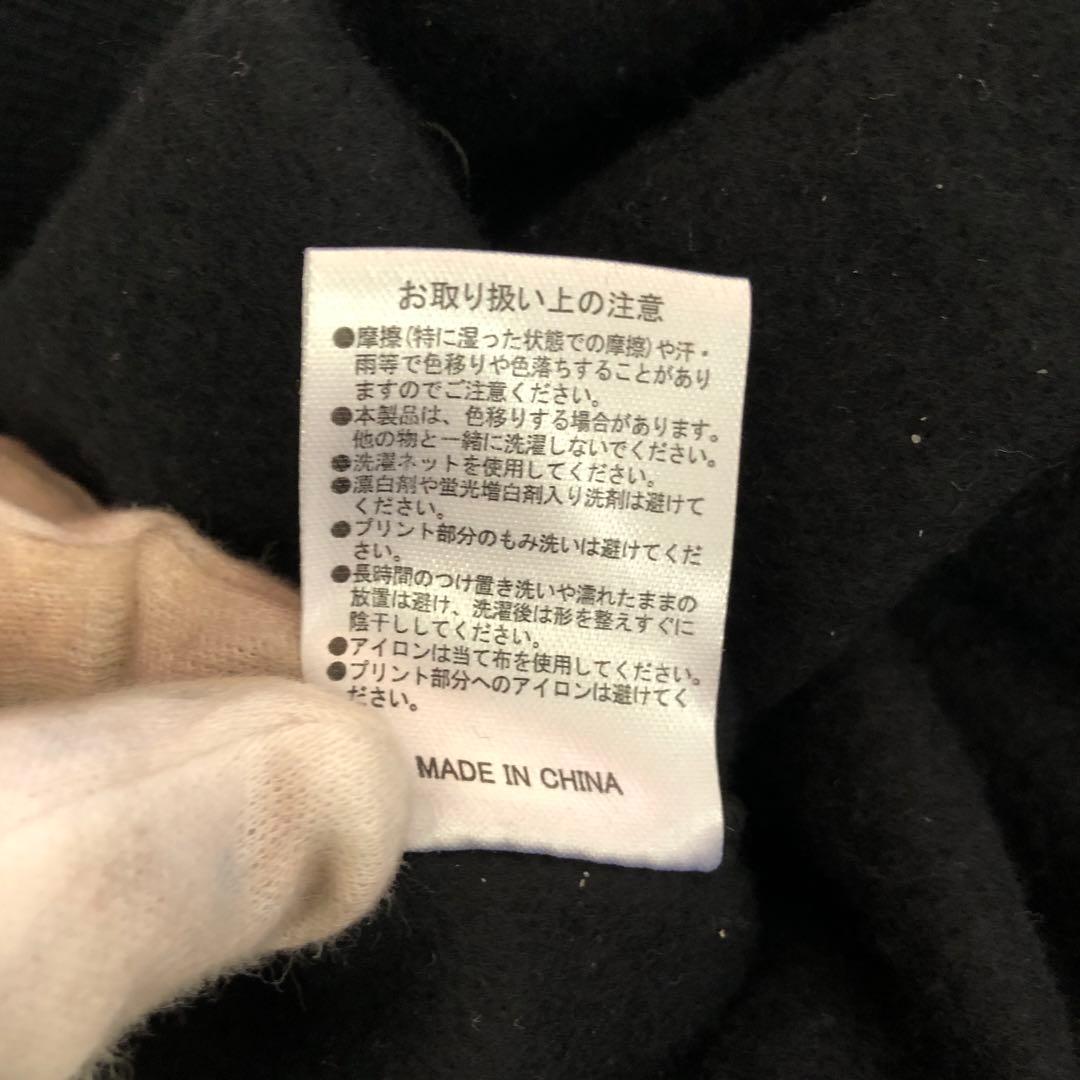 お取り扱い上の注意
●摩擦(特に湿った状態での摩擦)や汗・
雨等で色移りや色落ちすることがあり
ますのでご注意ください。
●本製品は、色移りする場合があります。
他の物と一緒に洗濯しないでください。
●洗濯ネットを使用してください。
●漂白剤や蛍光増白剤入り洗剤は避けて
ください。
●プリント部分のもみ洗いは避けてくだ
さい。
●長時間のつけ置き洗いや濡れたままの
放置は避け、洗濯後は形を整えすぐに
陰干ししてください。
●アイロンは当て布を使用してください。
●プリント部分へのアイロンは避けてく
ださい。
MADE IN CHINA